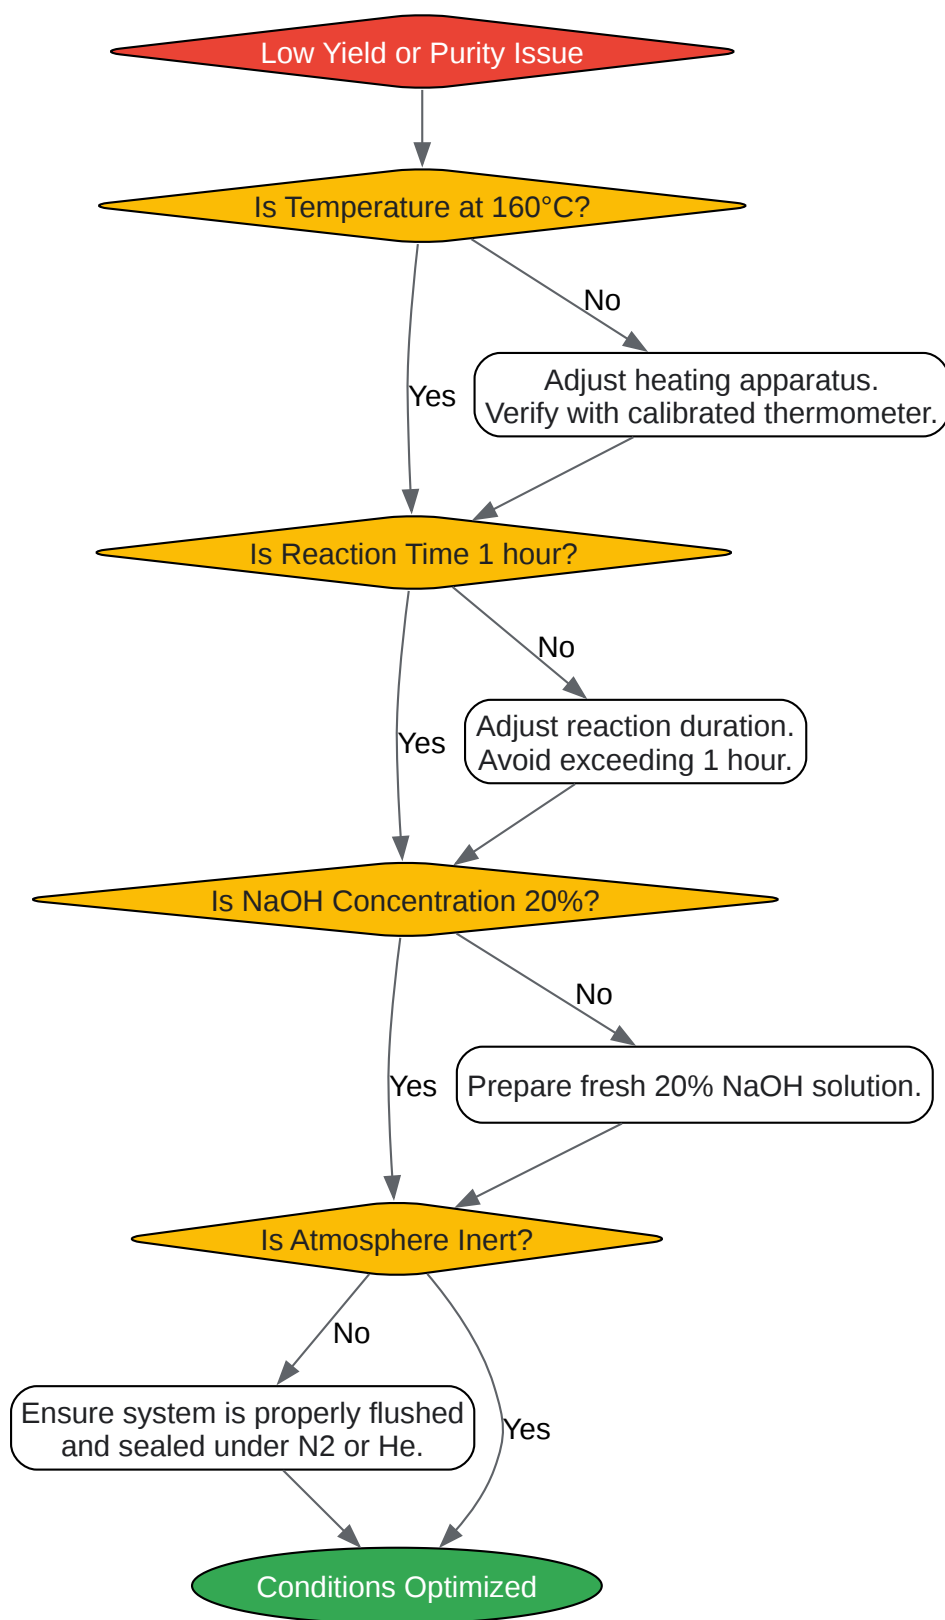 Low Yield or Purity Issue
Is Temperature at 160°C?
No
Adjust heating apparatus.
Verify with calibrated thermometer.
Yes
Is Reaction Time 1 hour?
No
Adjust reaction duration.
Avoid exceeding 1 hour.
Yes
Is NaOH Concentration 20%?
No
Prepare fresh 20% NaOH solution.
Yes
Is Atmosphere Inert?
No
Ensure system is properly flushed
and sealed under N2 or He.
Yes
Conditions Optimized